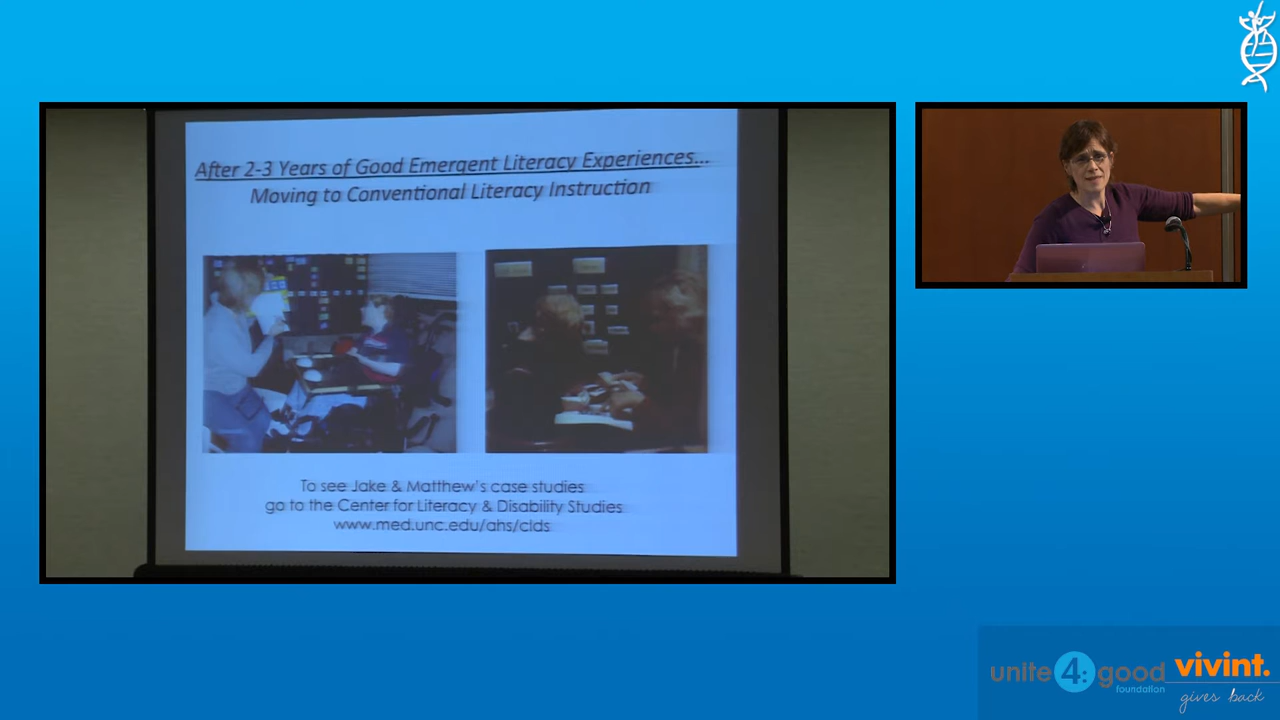 After 2-3 Years of Good Emergent Literacy Experiences...
Moving to Conventional Literacy Instruction
To see Jake & Matthew's case studies
go to the Center for Literacy & Disability Studies
www.med.unc.edu/ahs/clds
unite 4: good
foundation
vivint.
gives back